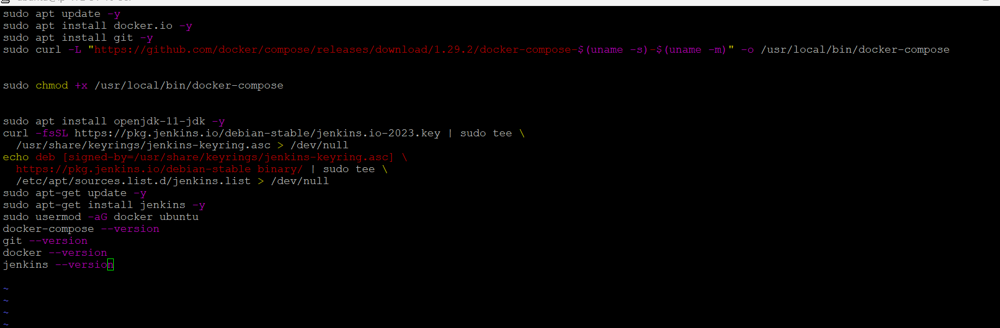 sudo apt update -y
sudo apt install docker.io -y
sudo apt install git -y
sudo curl -L "https://github.com/docker/compose/releases/download/1.29.2/docker-compose-$(uname -s)-$(uname -m)" -o /usr/local/bin/docker-compose
sudo chmod +x /usr/local/bin/docker-compose
sudo apt install openjdk-11-jdk -y
curl -fsSL https://pkg.jenkins.io/debian-stable/jenkins.io-2023.key | sudo tee \
  /usr/share/keyrings/jenkins-keyring.asc > /dev/null
echo deb [signed-by=/usr/share/keyrings/jenkins-keyring.asc] \
  https://pkg.jenkins.io/debian-stable binary/ | sudo tee \
  /etc/apt/sources.list.d/jenkins.list > /dev/null
sudo apt-get update -y
sudo apt-get install jenkins -y
sudo usermod -aG docker ubuntu
docker-compose --version
git --version
docker --version
jenkins --version
~
~
~
~